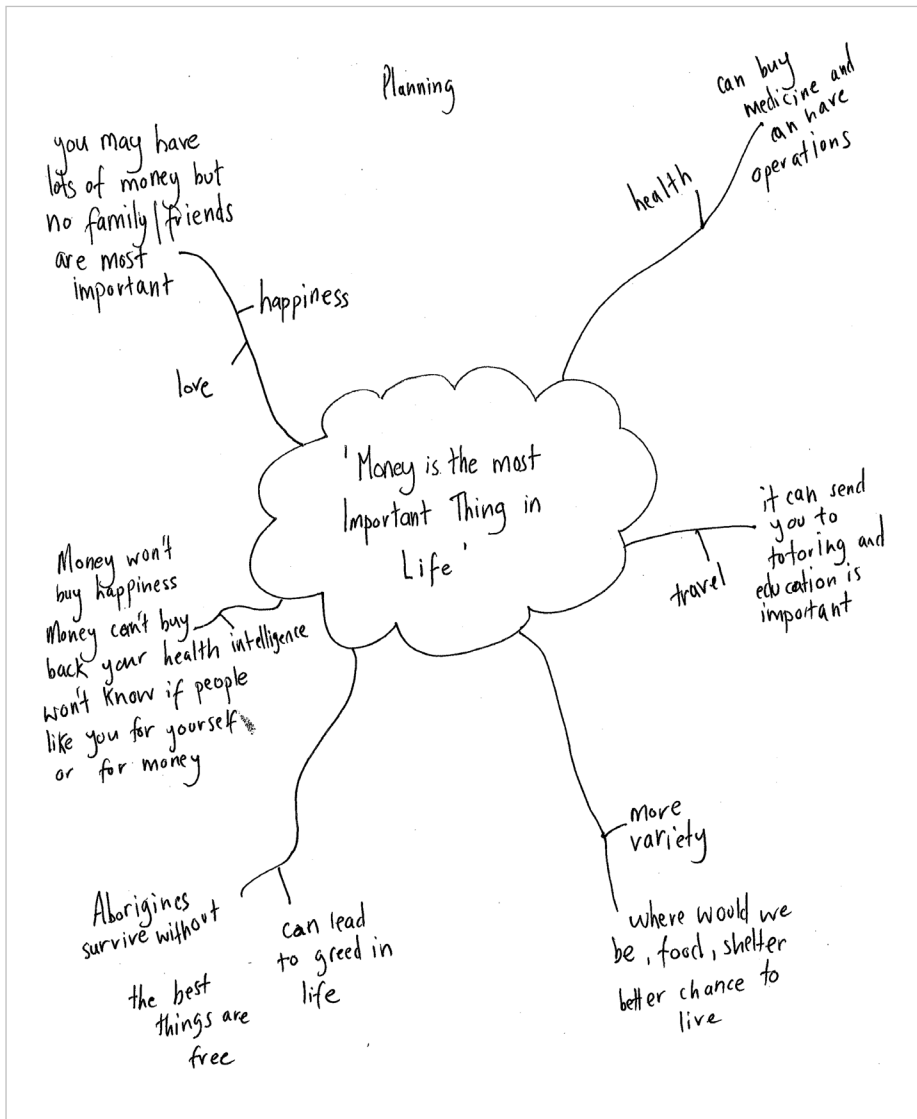 Planning
you may have
lots of money but
no family/friends
are most
important
happiness
love
can buy
medicine and
can have
operations
health
'Money is the most
Important Thing in
Life'
it can send
you to
totoring and
education is
important
travel
Money won't
buy happiness
Money can't buy
back your health intelligence
won't know if people
like you for yourself
or for money
more
variety
where would we
be, food, shelter
better chance to
live
Aborigines
survive without
can lead
to greed in
life
the best
things are
free